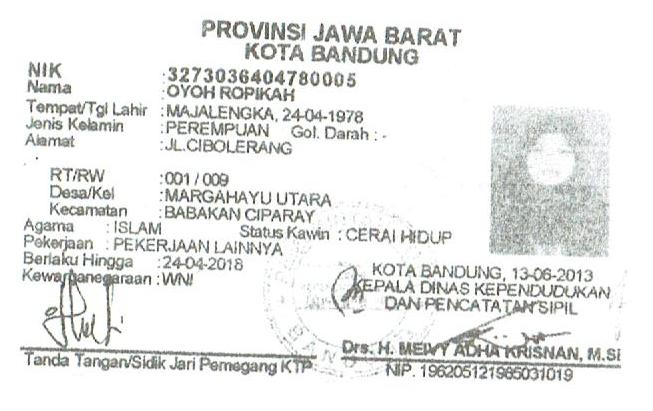 PROVINSI JAWA BARAT
KOTA BANDUNG
NIK : 3273036404780005
Nama : OYOH ROPIKAH
Tempat/Tgl Lahir : MAJALENGKA, 24-04-1978
Jenis Kelamin : PEREMPUAN Gol. Darah : -
Alamat : JL.CIBOLERANG
RT/RW : 001 / 009
Desa/Kel : MARGAHAYU UTARA
Kecamatan : BABAKAN CIPARAY
Agama : ISLAM Status Kawin : CERAI HIDUP
Pekerjaan : PEKERJAAN LAINNYA
Berlaku Hingga : 24-04-2018
Kewarganegaraan : WNI
KOTA BANDUNG, 13-06-2013
KEPALA DINAS KEPENDUDUKAN
DAN PENCATATAN SIPIL
Drs. H. MEIVY ADHA KRISNAN, M.Si
Tanda Tangan/Sidik Jari Pemegang KTP
NIP. 196205121985031019